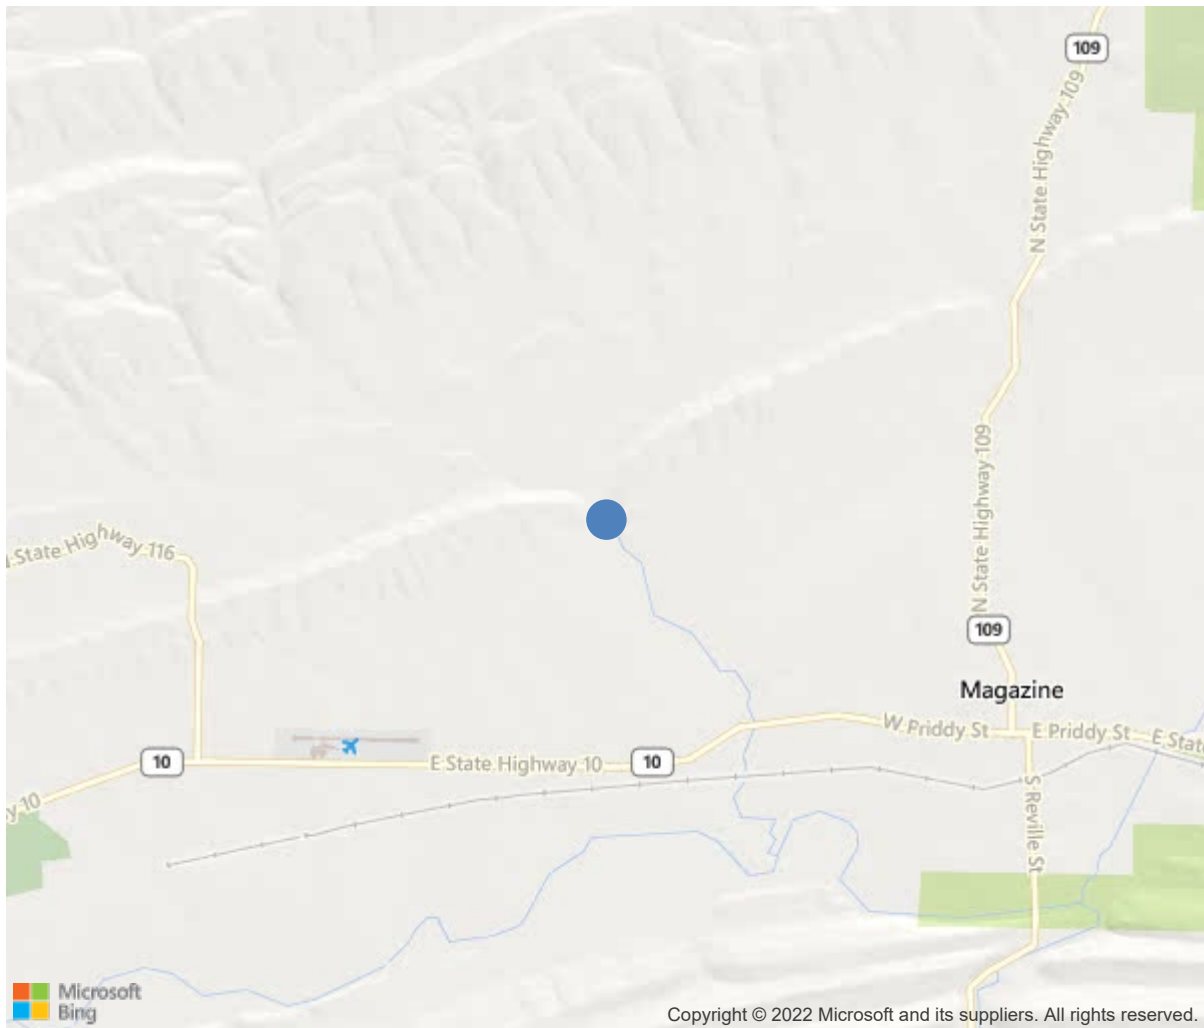 109
N State Highway 109
N State Highway 109
State Highway 116
109
Magazine
W Priddy St
E Priddy St
E State
10
E State Highway 10
10
y 10
S Reville St
Microsoft
Bing
Copyright © 2022 Microsoft and its suppliers. All rights reserved.